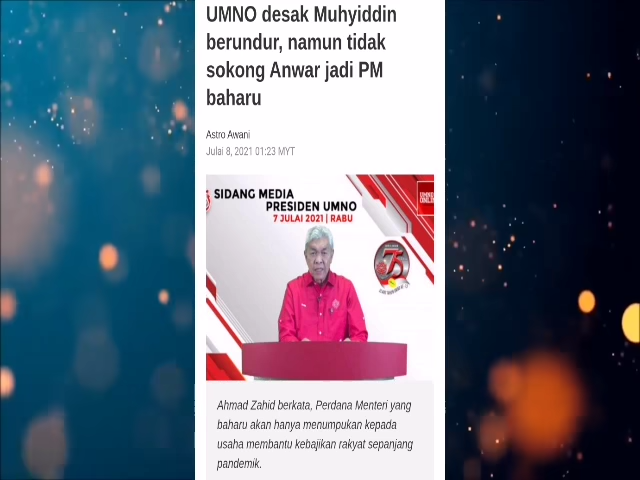 UMNO desak Muhyiddin
berundur, namun tidak
sokong Anwar jadi PM
baharu
Astro Awani
Julai 8, 2021 01:23 MYT
SIDANG MEDIA
PRESIDEN UMNO
7 JULAI 2021 | RABU
75
Ahmad Zahid berkata, Perdana Menteri yang
baharu akan hanya menumpukan kepada
usaha membantu kebajikan rakyat sepanjang
pandemik.